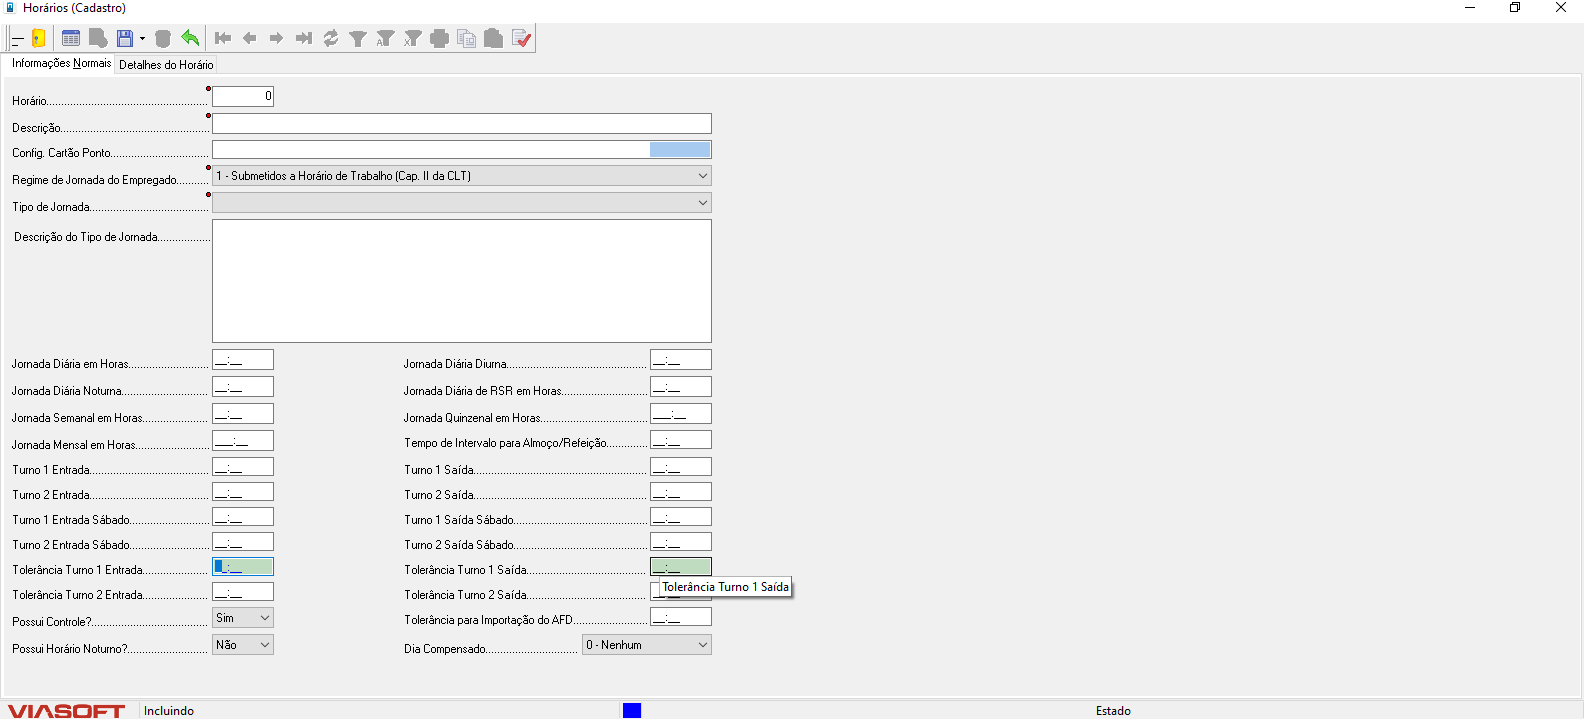 Horários (Cadastro)
Informações Normais Detalhes do Horário
Horário 0
Descrição
Config. Cartão Ponto
Regime de Jornada do Empregado 1 - Submetidos a Horário de Trabalho (Cap. II da CLT)
Tipo de Jornada
Descrição do Tipo de Jornada
Jornada Diária em Horas __:__ Jornada Diária Diurna __:__
Jornada Diária Noturna __:__ Jornada Diária de RSR em Horas __:__
Jornada Semanal em Horas __:__ Jornada Quinzenal em Horas ___:__
Jornada Mensal em Horas ___:__ Tempo de Intervalo para Almoço/Refeição __:__
Turno 1 Entrada __:__ Turno 1 Saída __:__
Turno 2 Entrada __:__ Turno 2 Saída __:__
Turno 1 Entrada Sábado __:__ Turno 1 Saída Sábado __:__
Turno 2 Entrada Sábado __:__ Turno 2 Saída Sábado __:__
Tolerância Turno 1 Entrada __:__ Tolerância Turno 1 Saída __:__
Tolerância Turno 1 Saída
Tolerância Turno 2 Entrada __:__ Tolerância Turno 2 Saída
Possui Controle? Sim Tolerância para Importação do AFD __:__
Possui Horário Noturno? Não Dia Compensado 0 - Nenhum
VIASOFT Incluindo Estado